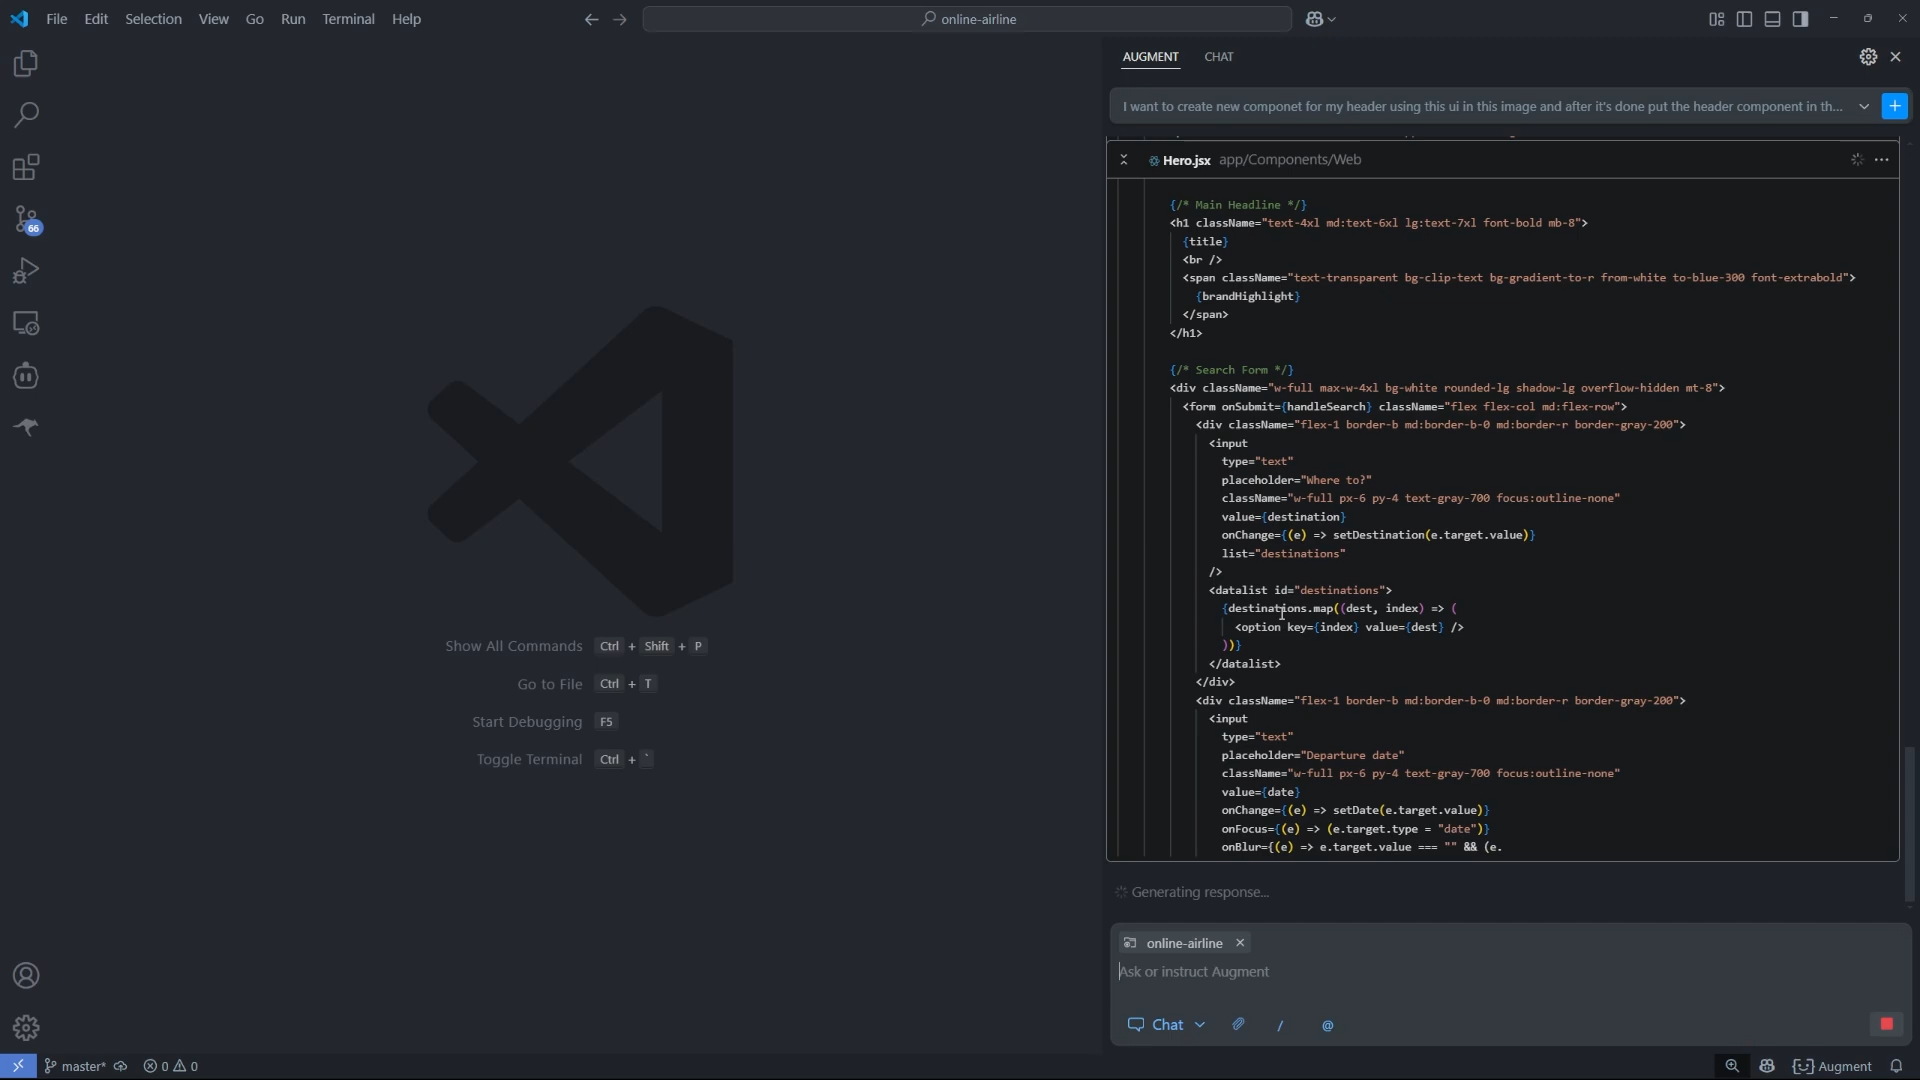 File Edit Selection View Go Run Terminal Help
online-airline
AUGMENT CHAT
I want to create new componet for my header using this ui in this image and after it's done put the header component in th...
Hero.jsx app/Components/Web
{/* Main Headline */}
<h1 className="text-4xl md:text-6xl lg:text-7xl font-bold mb-8">
{title}
<br />
<span className="text-transparent bg-clip-text bg-gradient-to-r from-white to-blue-300 font-extrabold">
{brandHighlight}
</span>
</h1>
{/* Search Form */}
<div className="w-full max-w-4xl bg-white rounded-lg shadow-lg overflow-hidden mt-8">
<form onSubmit={handleSearch} className="flex flex-col md:flex-row">
<div className="flex-1 border-b md:border-b-0 md:border-r border-gray-200">
<input
type="text"
placeholder="Where to?"
className="w-full px-6 py-4 text-gray-700 focus:outline-none"
value={destination}
onChange={(e) => setDestination(e.target.value)}
list="destinations"
/>
<datalist id="destinations">
{destinations.map((dest, index) => (
<option key={index} value={dest} />
))}
</datalist>
</div>
<div className="flex-1 border-b md:border-b-0 md:border-r border-gray-200">
<input
type="text"
placeholder="Departure date"
className="w-full px-6 py-4 text-gray-700 focus:outline-none"
value={date}
onChange={(e) => setDate(e.target.value)}
onFocus={(e) => (e.target.type = "date")}
onBlur={(e) => e.target.value === "" && (e.
66
Show All Commands Ctrl + Shift + P
Go to File Ctrl + T
Start Debugging F5
Toggle Terminal Ctrl + `
Generating response...
online-airline
Ask or instruct Augment
Chat / @
master* 0 0
Augment